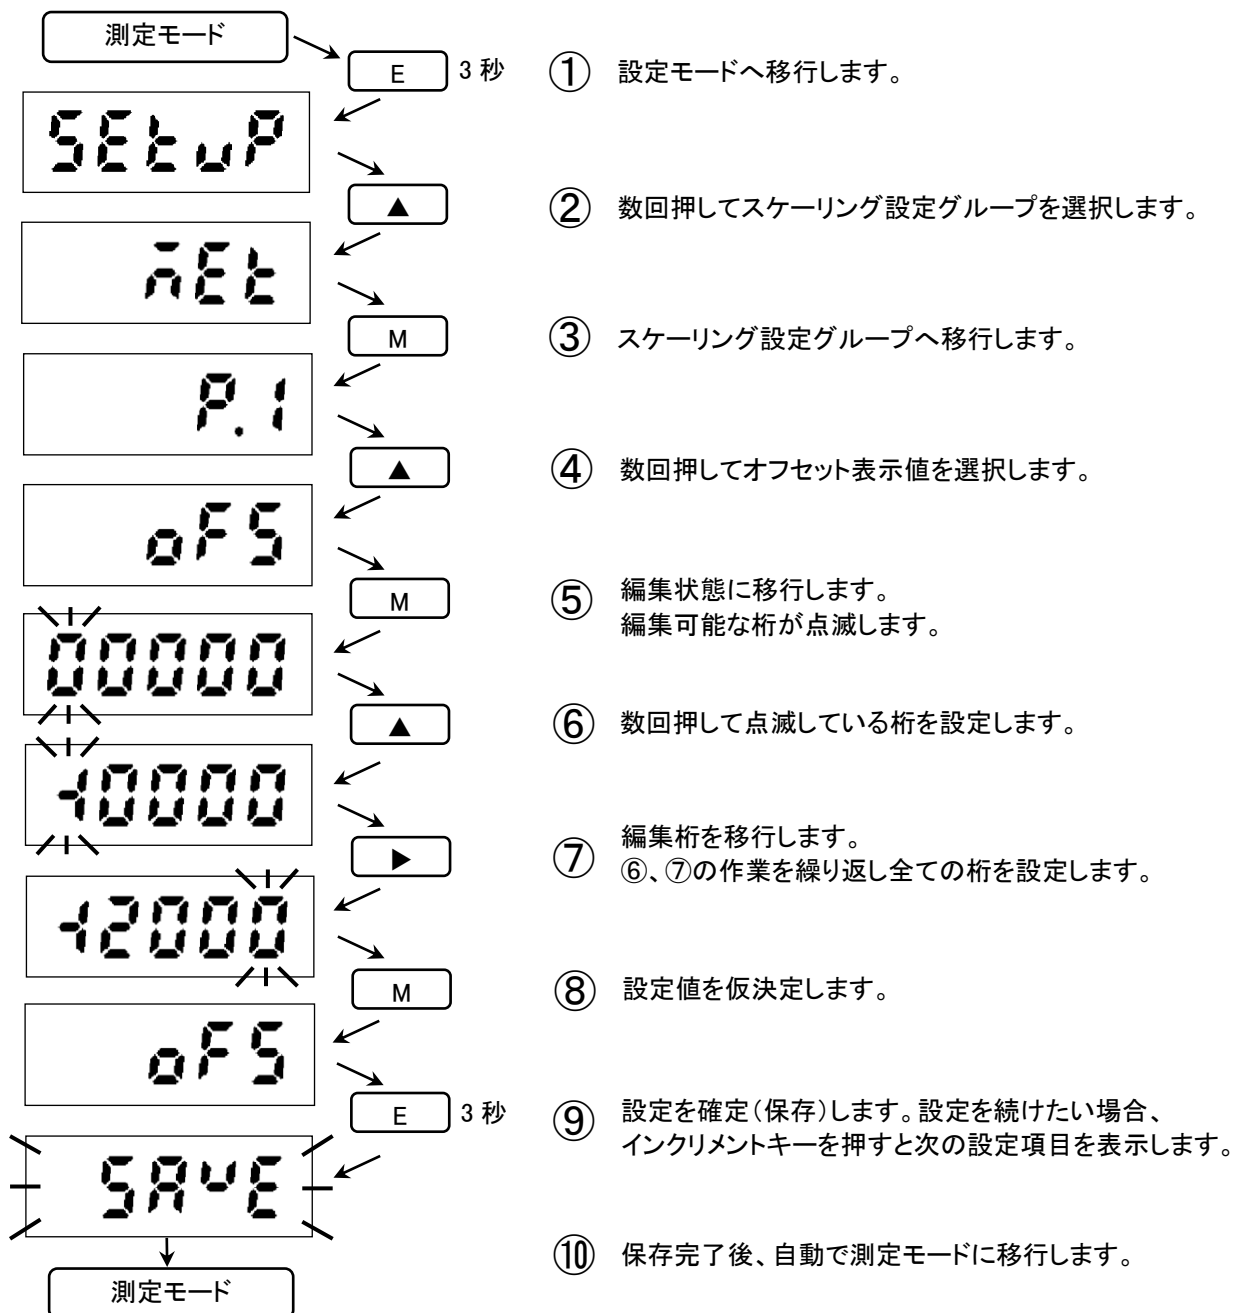 測定モード
E 3 秒 ① 設定モードへ移行します。
SEtuP
▲ ② 数回押してスケーリング設定グループを選択します。
mEt
M ③ スケーリング設定グループへ移行します。
P.1
▲ ④ 数回押してオフセット表示値を選択します。
oFS
M ⑤ 編集状態に移行します。
編集可能な桁が点滅します。
00000
▲ ⑥ 数回押して点滅している桁を設定します。
-10000
▶ ⑦ 編集桁を移行します。
⑥、⑦の作業を繰り返し全ての桁を設定します。
-12000
M ⑧ 設定値を仮決定します。
oFS
E 3 秒 ⑨ 設定を確定(保存)します。設定を続けたい場合、
インクリメントキーを押すと次の設定項目を表示します。
SAvE
⑩ 保存完了後、自動で測定モードに移行します。
測定モード